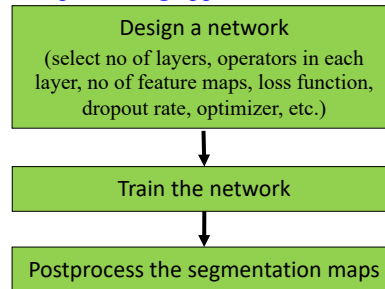 Design a network
(select no of layers, operators in each
layer, no of feature maps, loss function,
dropout rate, optimizer, etc.)
Train the network
Postprocess the segmentation maps